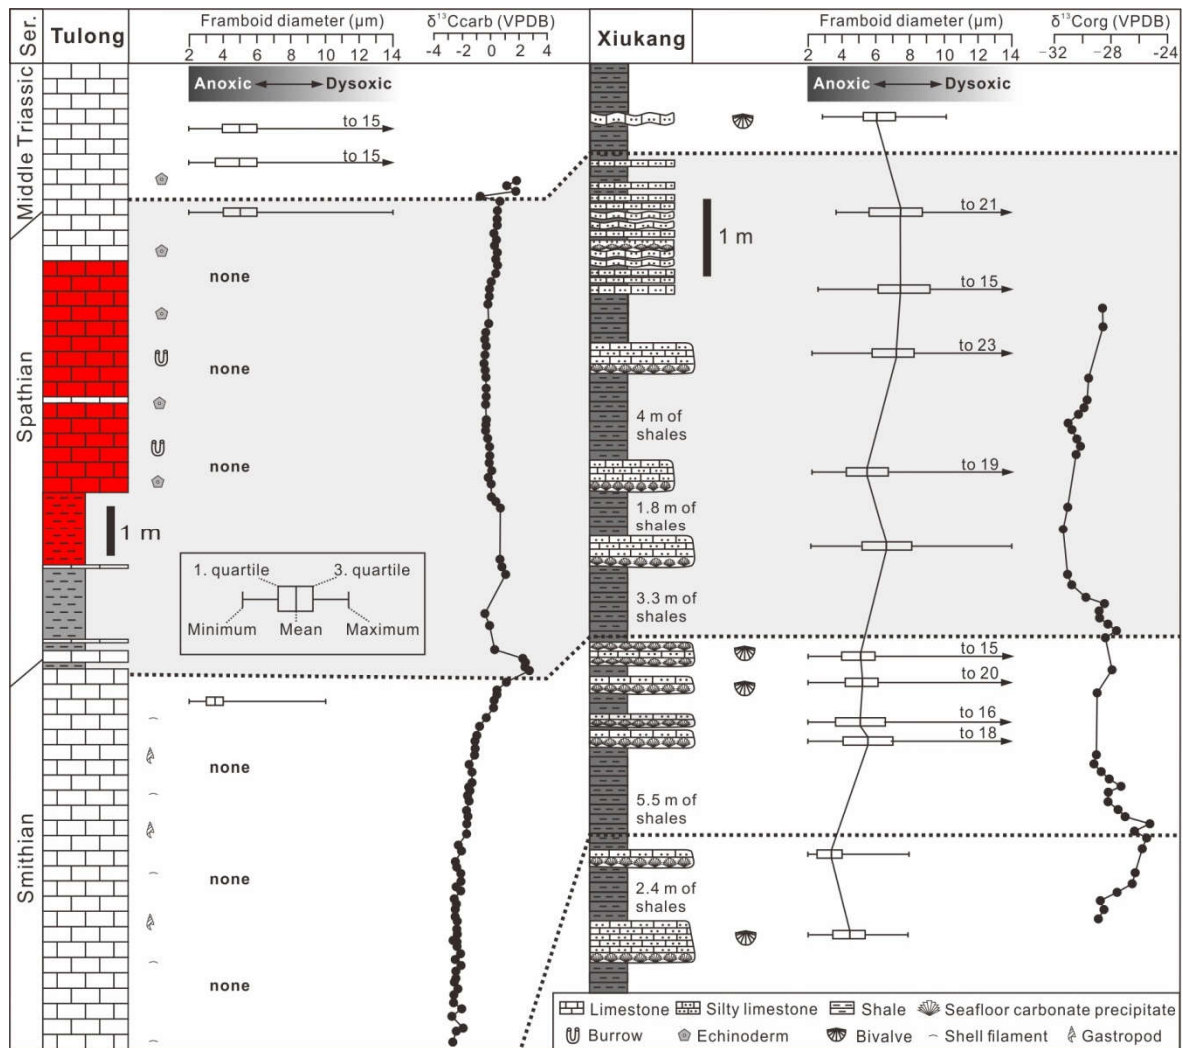 Ser.
Tulong
Framboid diameter (µm)
2 4 6 8 10 12 14
δ¹³Ccarb (VPDB)
-4 -2 0 2 4
Xiukang
Framboid diameter (µm)
2 4 6 8 10 12 14
δ¹³Corg (VPDB)
-32 -28 -24
Anoxic
Dysoxic
Anoxic
Dysoxic
Middle Triassic
to 15
to 15
to 21
1 m
none
to 15
Spathian
none
to 23
4 m of
shales
none
to 19
1.8 m of
shales
1 m
1. quartile
3. quartile
Minimum
Mean
Maximum
3.3 m of
shales
to 15
to 20
to 16
to 18
Smithian
none
5.5 m of
shales
none
2.4 m of
shales
none
Limestone
Silty limestone
Shale
Seafloor carbonate precipitate
Burrow
Echinoderm
Bivalve
Shell filament
Gastropod